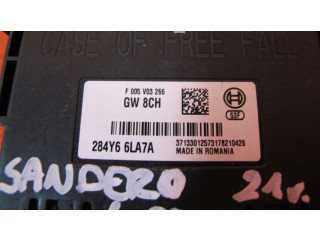 CASE OF FREE FALL
F 005 V03 266
GW 8CH
284Y6 6LA7A
37133012573178210426
MADE IN ROMANIA
SANDERO 21r.